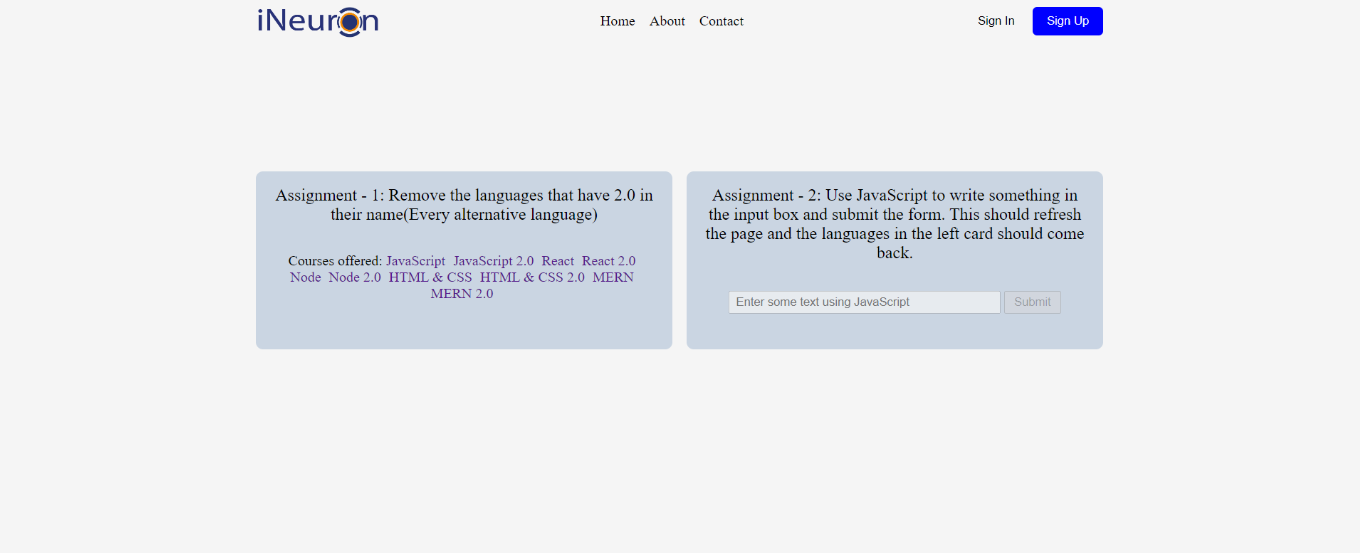 iNeuron
Home About Contact
Sign In Sign Up
Assignment - 1: Remove the languages that have 2.0 in
their name(Every alternative language)
Courses offered: JavaScript JavaScript 2.0 React React 2.0
Node Node 2.0 HTML & CSS HTML & CSS 2.0 MERN
MERN 2.0
Assignment - 2: Use JavaScript to write something in
the input box and submit the form. This should refresh
the page and the languages in the left card should come
back.
Enter some text using JavaScript Submit